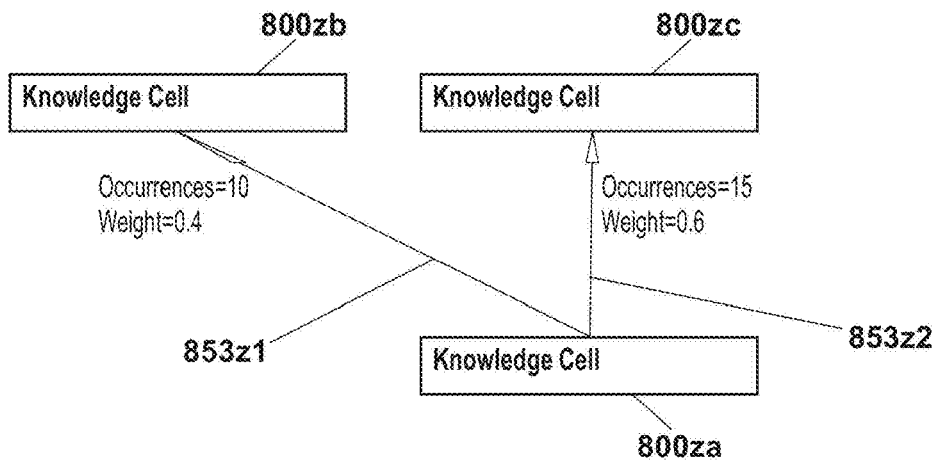 800zb
800zc
Knowledge Cell
Knowledge Cell
Occurrences=10
Weight=0.4
Occurrences=15
Weight=0.6
853z1
853z2
Knowledge Cell
800za